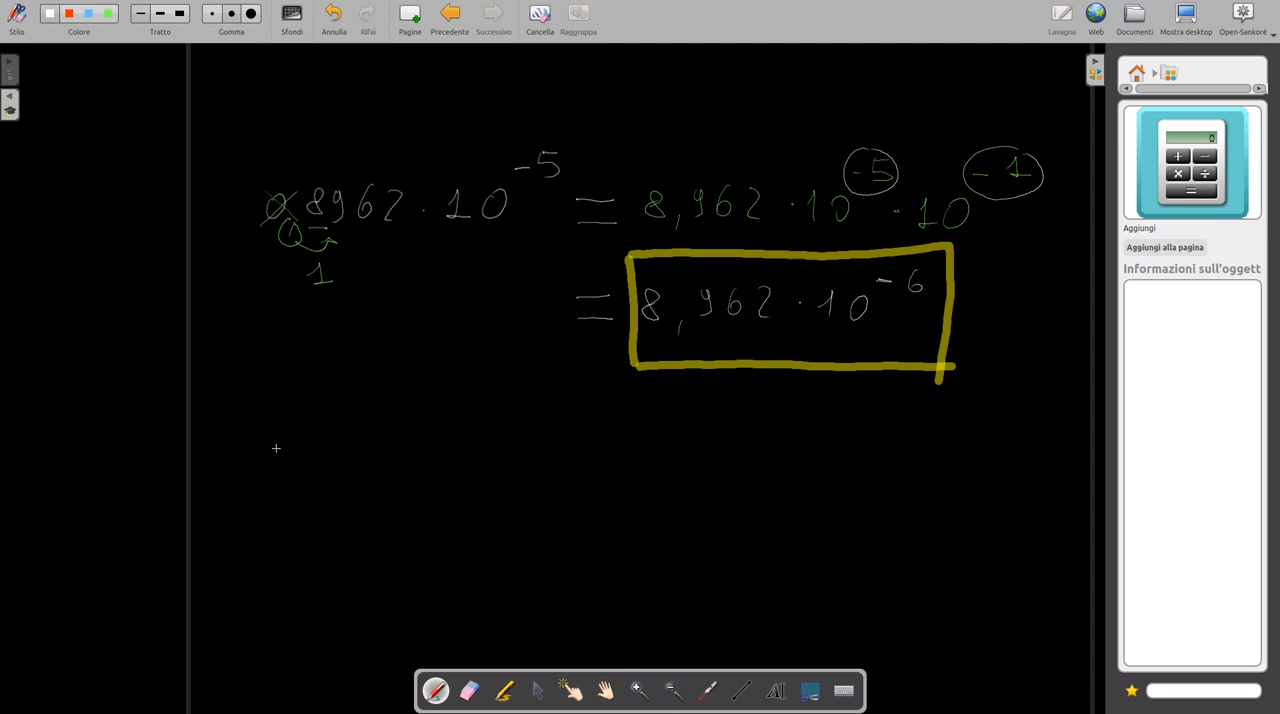 Stilo Colore Tratto Gomma Sfondi Annulla Rifai Pagine Precedente Successivo Cancella Raggruppa Lavagna Web Documenti Mostra desktop Open-Sankoré
0,8962 · 10⁻⁵ = 8,962 · 10⁻⁵ · 10⁻¹
1
= 8,962 · 10⁻⁶
0
Aggiungi
Aggiungi alla pagina
Informazioni sull'oggett
AI